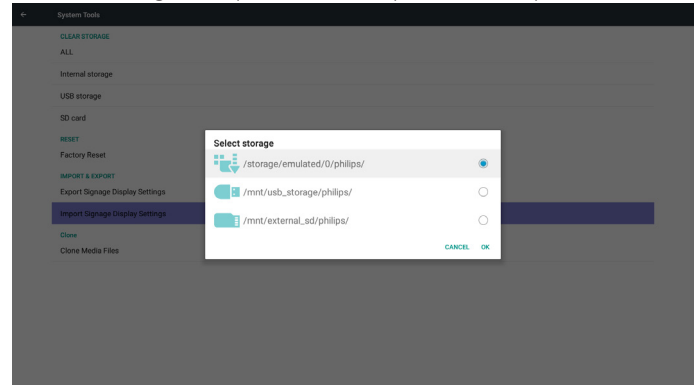 System Tools
CLEAR STORAGE
ALL
Internal storage
USB storage
SD card
RESET
Factory Reset
IMPORT & EXPORT
Export Signage Display Settings
Import Signage Display Settings
Clone
Clone Media Files
Select storage
/storage/emulated/0/philips/
/mnt/usb_storage/philips/
/mnt/external_sd/philips/
CANCEL OK